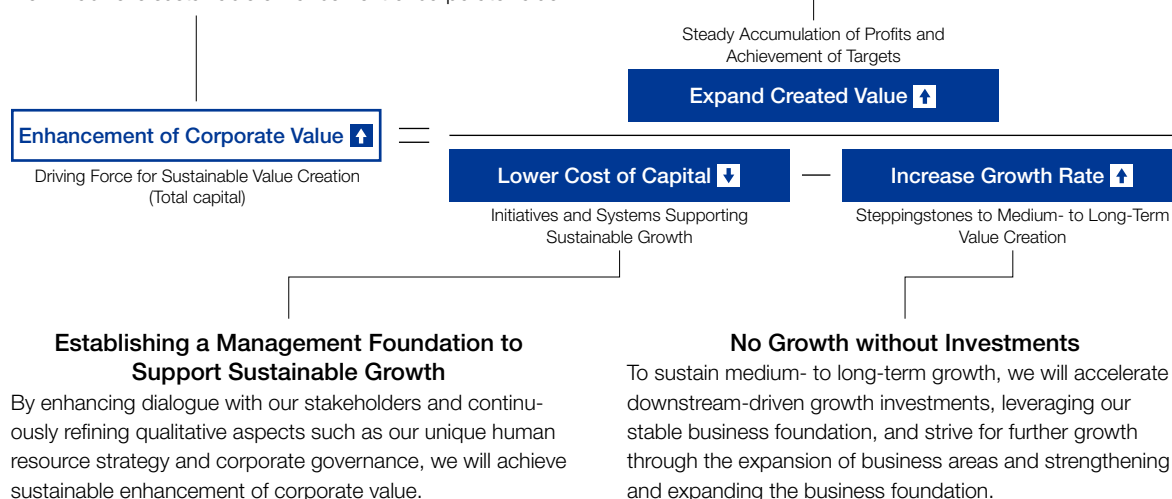 Steady Accumulation of Profits and
Achievement of Targets
Expand Created Value
Enhancement of Corporate Value
Driving Force for Sustainable Value Creation
(Total capital)
Lower Cost of Capital
Increase Growth Rate
Initiatives and Systems Supporting
Sustainable Growth
Steppingstones to Medium- to Long-Term
Value Creation
Establishing a Management Foundation to
Support Sustainable Growth
By enhancing dialogue with our stakeholders and continu-
ously refining qualitative aspects such as our unique human
resource strategy and corporate governance, we will achieve
sustainable enhancement of corporate value.
No Growth without Investments
To sustain medium- to long-term growth, we will accelerate
downstream-driven growth investments, leveraging our
stable business foundation, and strive for further growth
through the expansion of business areas and strengthening
and expanding the business foundation.